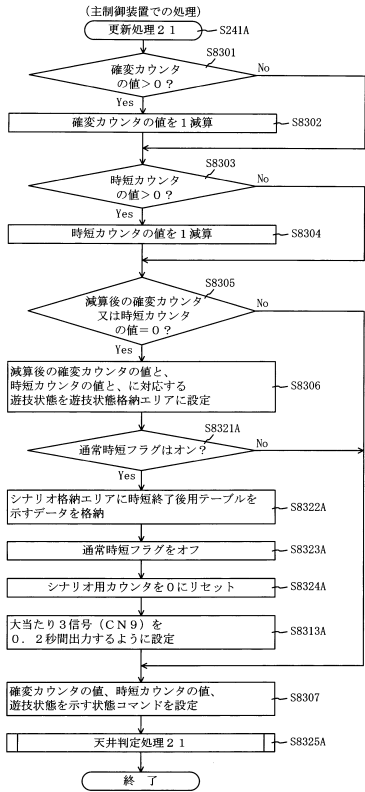 (主制御装置での処理)
更新処理21
S241A
S8301
確変カウンタ
の値>0?
No
Yes
確変カウンタの値を1減算
S8302
S8303
時短カウンタ
の値>0?
No
Yes
時短カウンタの値を1減算
S8304
S8305
減算後の確変カウンタ
又は時短カウンタ
の値=0?
No
Yes
減算後の確変カウンタの値と、
時短カウンタの値と、に対応する
遊技状態を遊技状態格納エリアに設定
S8306
S8321A
通常時短フラグはオン?
No
Yes
シナリオ格納エリアに時短終了後用テーブルを
示すデータを格納
S8322A
通常時短フラグをオフ
S8323A
シナリオ用カウンタを0にリセット
S8324A
大当たり3信号(CN9)を
0.2秒間出力するように設定
S8313A
確変カウンタの値、時短カウンタの値、
遊技状態を示す状態コマンドを設定
S8307
天井判定処理21
S8325A
終 了